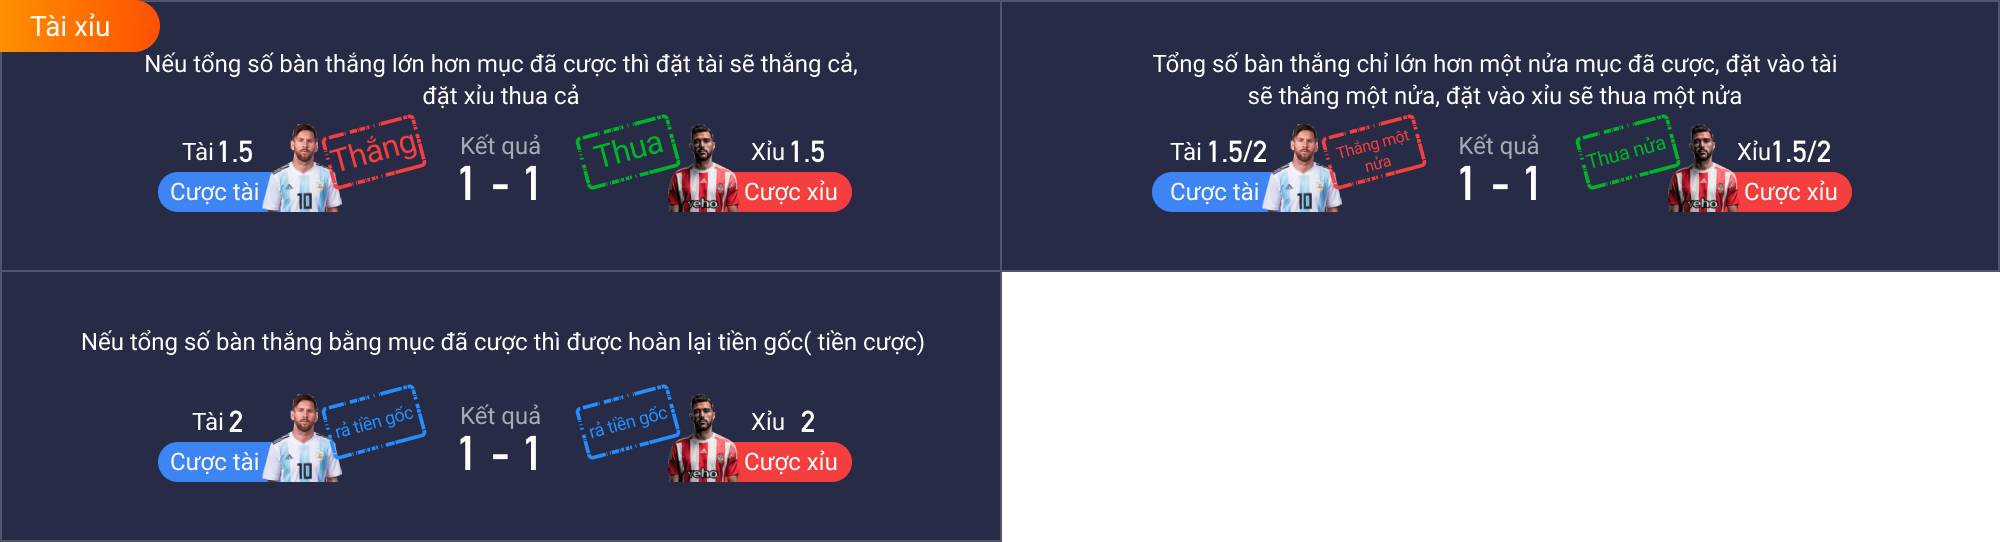 Tài xỉu
Nếu tổng số bàn thắng lớn hơn mục đã cược thì đặt tài sẽ thắng cả,
đặt xỉu thua cả
Tài 1.5
Cược tài
10
Thắng
Kết quả
1 - 1
Thua
veho
Xỉu 1.5
Cược xỉu
Tổng số bàn thắng chỉ lớn hơn một nửa mục đã cược, đặt vào tài
sẽ thắng một nửa, đặt vào xỉu sẽ thua một nửa
Tài 1.5/2
Cược tài
10
Thắng một
nửa
Kết quả
1 - 1
Thua nửa
veho
Xỉu1.5/2
Cược xỉu
Nếu tổng số bàn thắng bằng mục đã cược thì được hoàn lại tiền gốc( tiền cược)
Tài 2
Cược tài
10
rả tiền gốc
Kết quả
1 - 1
rả tiền gốc
veho
Xỉu 2
Cược xỉu